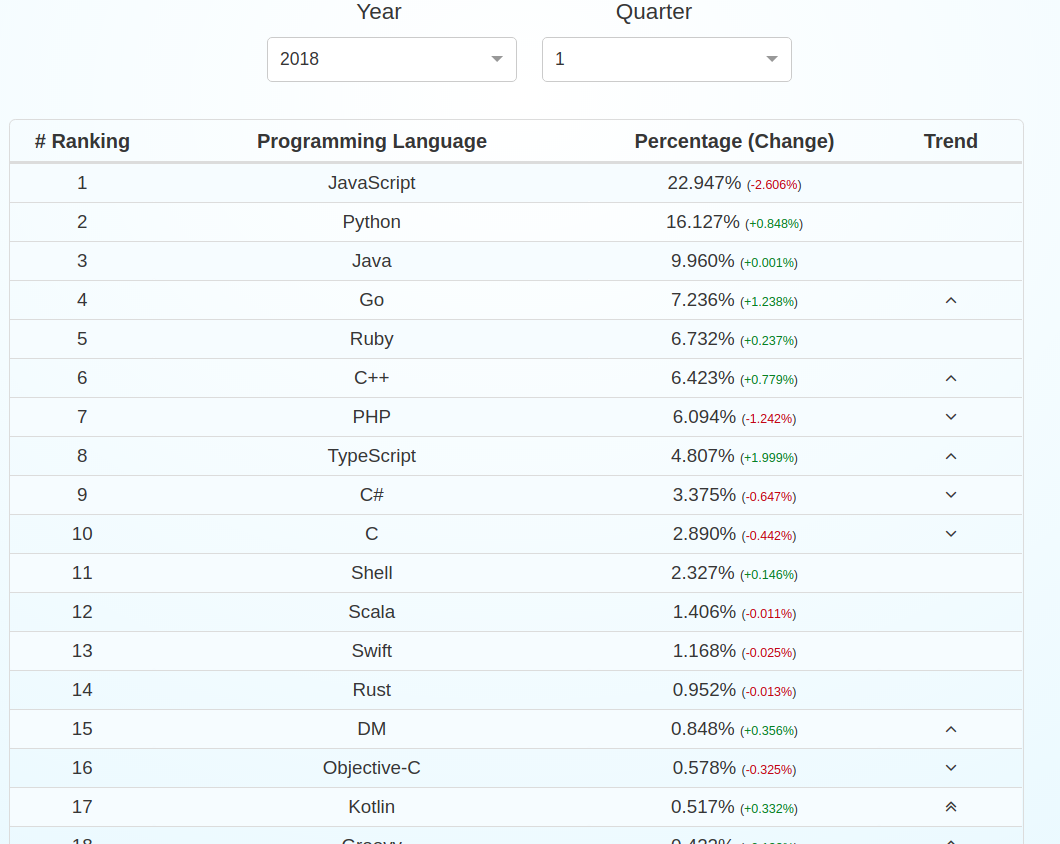 Year Quarter
2018 1
# Ranking Programming Language Percentage (Change) Trend
1 JavaScript 22.947% (-2.606%)
2 Python 16.127% (+0.848%)
3 Java 9.960% (+0.001%)
4 Go 7.236% (+1.238%)
5 Ruby 6.732% (+0.237%)
6 C++ 6.423% (+0.779%)
7 PHP 6.094% (-1.242%)
8 TypeScript 4.807% (+1.999%)
9 C# 3.375% (-0.647%)
10 C 2.890% (-0.442%)
11 Shell 2.327% (+0.146%)
12 Scala 1.406% (-0.011%)
13 Swift 1.168% (-0.025%)
14 Rust 0.952% (-0.013%)
15 DM 0.848% (+0.356%)
16 Objective-C 0.578% (-0.325%)
17 Kotlin 0.517% (+0.332%)
18 Groovy